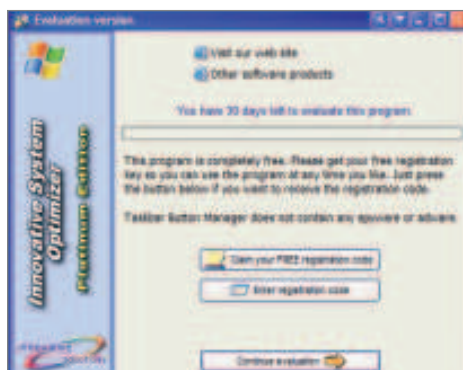 Evaluation version
Visit our web site
Other software products
You have 30 days left to evaluate this program
Innovative System
Optimizer
Platinum Edition
This program is completely free. Please get your free registration
key so you can use the program at any time you like. Just press
the button below if you want to receive the registration code.
Taskbar Button Manager does not contain any spyware or adware.
Claim your FREE registration code
Enter registration code
Continue evaluation